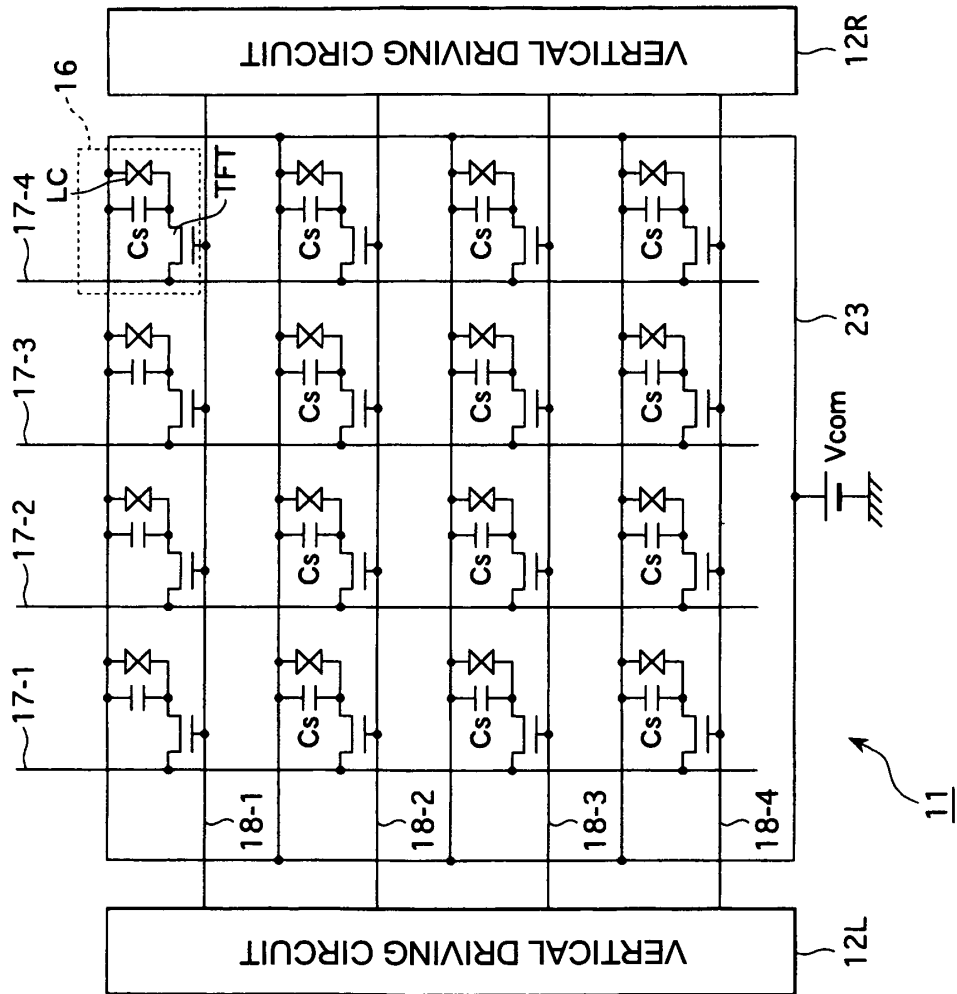 17-1
17-2
17-3
17-4
16
LC
Cs
TFT
18-1
Cs
Cs
Cs
Cs
18-2
Cs
Cs
Cs
Cs
18-3
Cs
Cs
Cs
Cs
18-4
VERTICAL DRIVING CIRCUIT
VERTICAL DRIVING CIRCUIT
12L
12R
23
Vcom
11